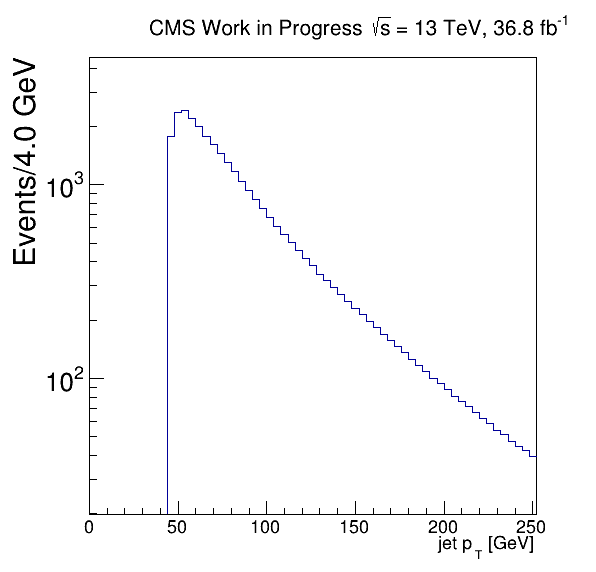 CMS Work in Progress √s = 13 TeV, 36.8 fb⁻¹
Events/4.0 GeV
10³
10²
0 50 100 150 200 250
jet p_T [GeV]